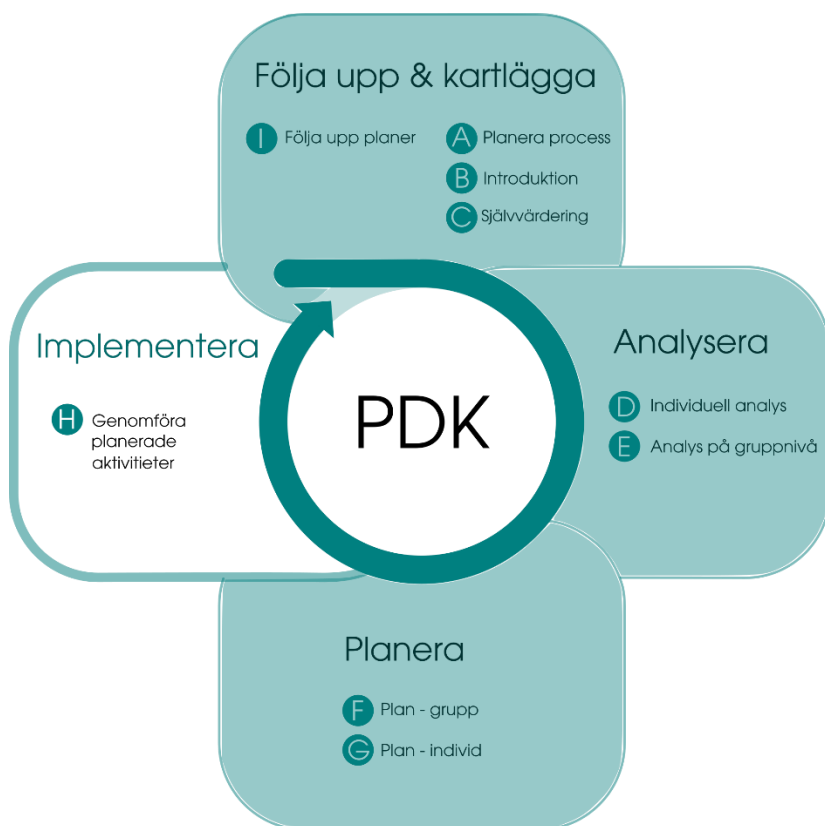 Följa upp & kartlägga
I Följa upp planer
A Planera process
B Introduktion
C Självvärdering
Analysera
D Individuell analys
E Analys på gruppnivå
Planera
F Plan - grupp
G Plan - individ
Implementera
H Genomföra
planerade
aktivitieter
PDK